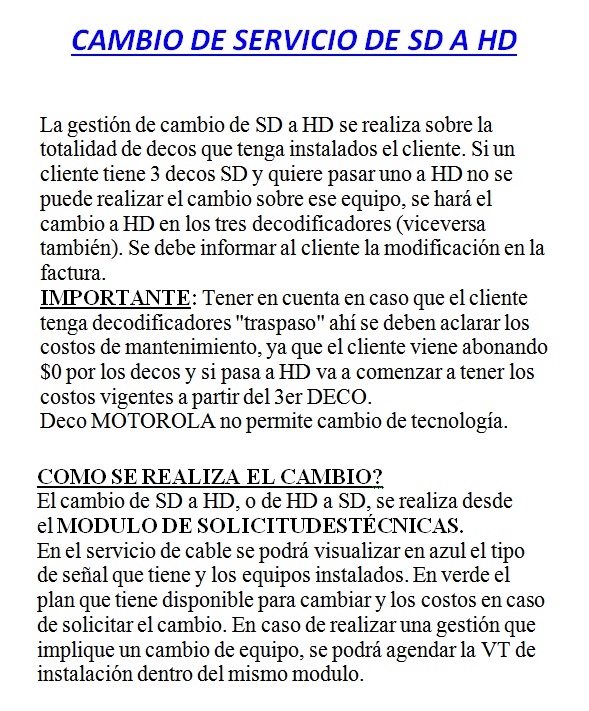 CAMBIO DE SERVICIO DE SD A HD
La gestión de cambio de SD a HD se realiza sobre la
totalidad de decos que tenga instalados el cliente. Si un
cliente tiene 3 decos SD y quiere pasar uno a HD no se
puede realizar el cambio sobre ese equipo, se hará el
cambio a HD en los tres decodificadores (viceversa
también). Se debe informar al cliente la modificación en la
factura.
IMPORTANTE: Tener en cuenta en caso que el cliente
tenga decodificadores "traspaso" ahí se deben aclarar los
costos de mantenimiento, ya que el cliente viene abonando
$0 por los decos y si pasa a HD va a comenzar a tener los
costos vigentes a partir del 3er DECO.
Deco MOTOROLA no permite cambio de tecnología.
COMO SE REALIZA EL CAMBIO?
El cambio de SD a HD, o de HD a SD, se realiza desde
el MODULO DE SOLICITUDESTÉCNICAS.
En el servicio de cable se podrá visualizar en azul el tipo
de señal que tiene y los equipos instalados. En verde el
plan que tiene disponible para cambiar y los costos en caso
de solicitar el cambio. En caso de realizar una gestión que
implique un cambio de equipo, se podrá agendar la VT de
instalación dentro del mismo modulo.